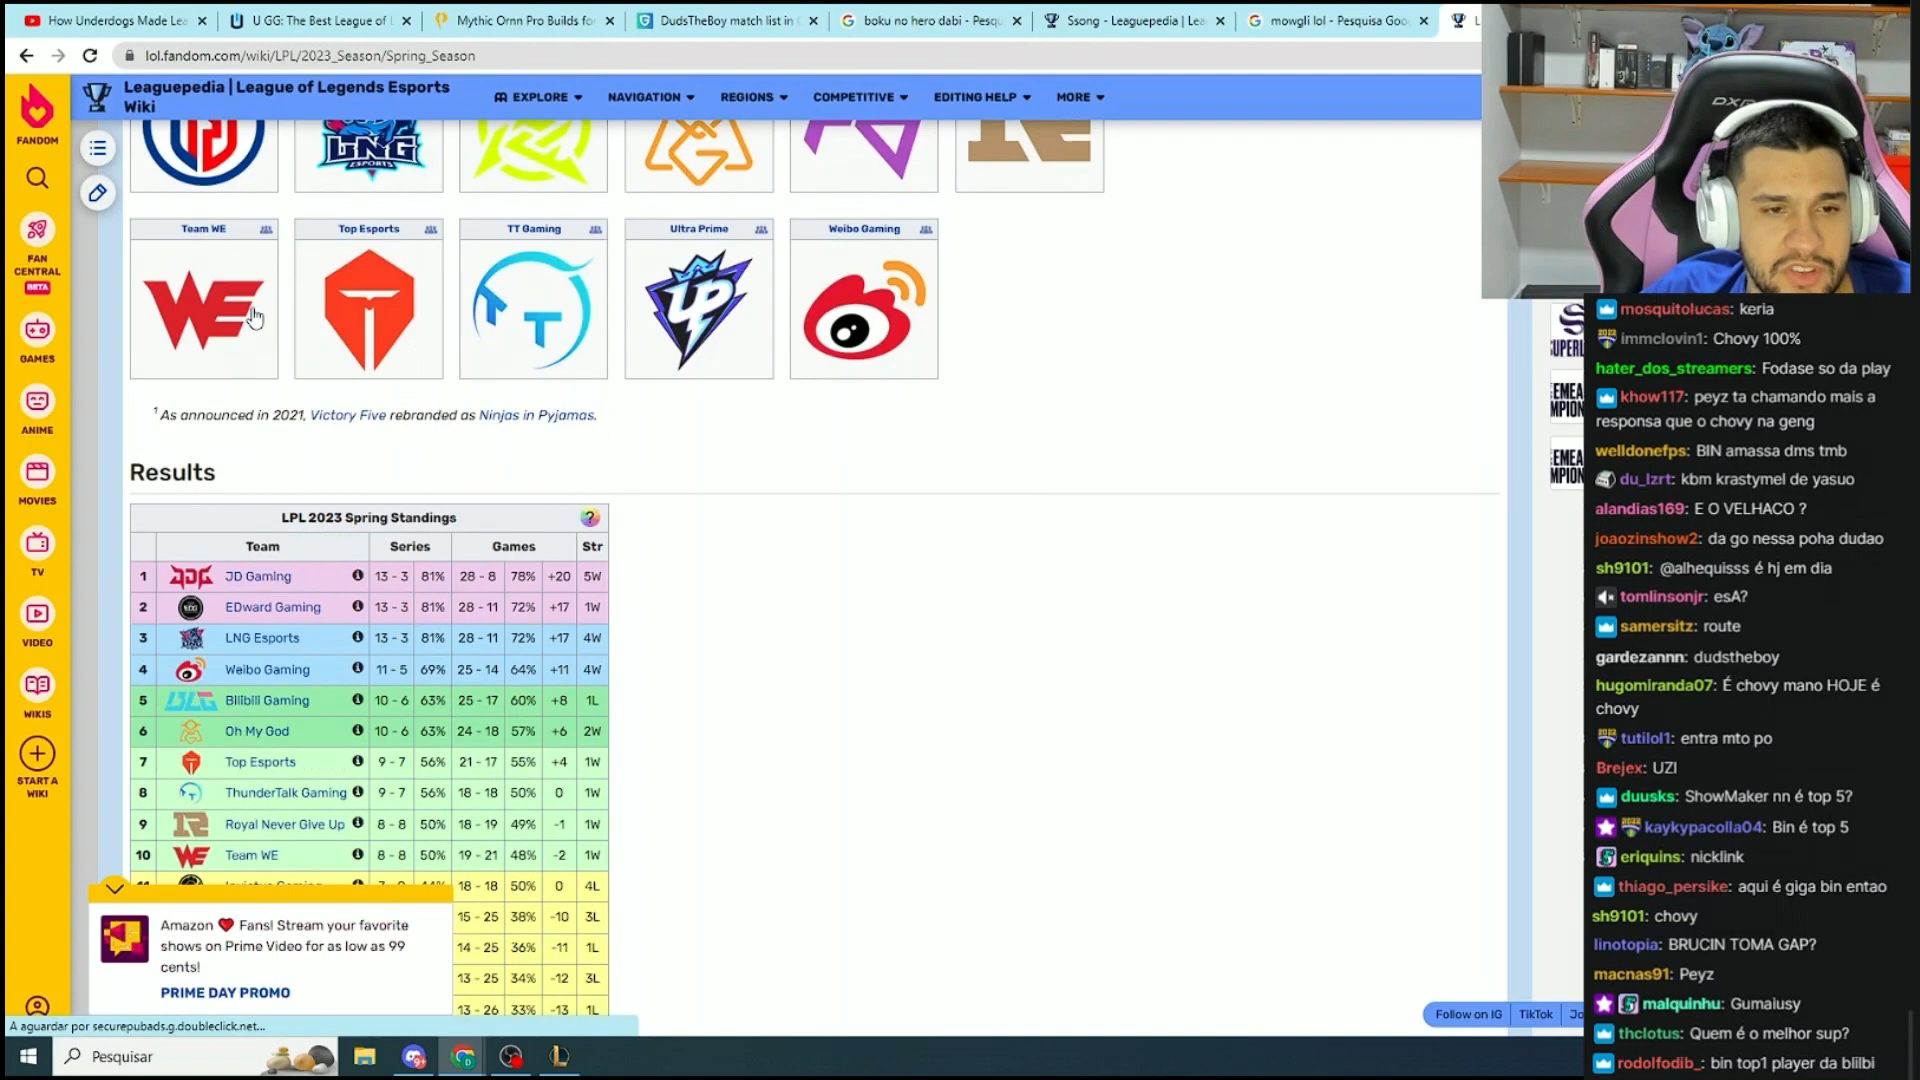 How Underdogs Made Lea
U GG: The Best League of
Mythic Ornn Pro Builds fo
DudsTheBoy match list in
boku no hero dabi - Pesqu
Ssong - Leaguepedia | Lea
mowgli lol - Pesquisa Goo
lol.fandom.com/wiki/LPL/2023_Season/Spring_Season
Leaguepedia | League of Legends Esports
Wiki
EXPLORE
NAVIGATION
REGIONS
COMPETITIVE
EDITING HELP
MORE
FANDOM
FAN
CENTRAL
BETA
GAMES
ANIME
MOVIES
TV
VIDEO
WIKIS
START A
WIKI
LNG
ESPORTS
Team WE
Top Esports
TT Gaming
Ultra Prime
Weibo Gaming
WE
T T
UP
¹ As announced in 2021, Victory Five rebranded as Ninjas in Pyjamas.
Results
LPL 2023 Spring Standings
?
Team Series Games Str
1 JDG JD Gaming 13 - 3 81% 28 - 8 78% +20 5W
2 EDward Gaming 13 - 3 81% 28 - 11 72% +17 1W
3 LNG Esports 13 - 3 81% 28 - 11 72% +17 4W
4 Weibo Gaming 11 - 5 69% 25 - 14 64% +11 4W
5 BLG Bilibili Gaming 10 - 6 63% 25 - 17 60% +8 1L
6 Oh My God 10 - 6 63% 24 - 18 57% +6 2W
7 Top Esports 9 - 7 56% 21 - 17 55% +4 1W
8 ThunderTalk Gaming 9 - 7 56% 18 - 18 50% 0 1W
9 Royal Never Give Up 8 - 8 50% 18 - 19 49% -1 1W
10 WE Team WE 8 - 8 50% 19 - 21 48% -2 1W
18 - 18 50% 0 4L
15 - 25 38% -10 3L
14 - 25 36% -11 1L
13 - 25 34% -12 3L
13 - 26 33% -13 1L
Amazon ❤ Fans! Stream your favorite
shows on Prime Video for as low as 99
cents!
PRIME DAY PROMO
A aguardar por securepubads.g.doubleclick.net...
Follow on IG
TikTok
Pesquisar
DX
mosquitolucas: keria
immclovin1: Chovy 100%
hater_dos_streamers: Fodase so da play
khow117: peyz ta chamando mais a
responsa que o chovy na geng
welldonefps: BIN amassa dms tmb
du_lzrt: kbm krastymel de yasuo
alandias169: E O VELHACO ?
joaozinshow2: da go nessa poha dudao
sh9101: @alhequisss é hj em dia
tomlinsonjr: esA?
samersitz: route
gardezannn: dudstheboy
hugomiranda07: É chovy mano HOJE é
chovy
tutilol1: entra mto po
Brejex: UZI
duusks: ShowMaker nn é top 5?
kaykypacolla04: Bin é top 5
eriquins: nicklink
thiago_persike: aqui é giga bin entao
sh9101: chovy
linotopia: BRUCIN TOMA GAP?
macnas91: Peyz
malquinhu: Gumaiusy
thclotus: Quem é o melhor sup?
rodolfodib_: bin top1 player da blilbi